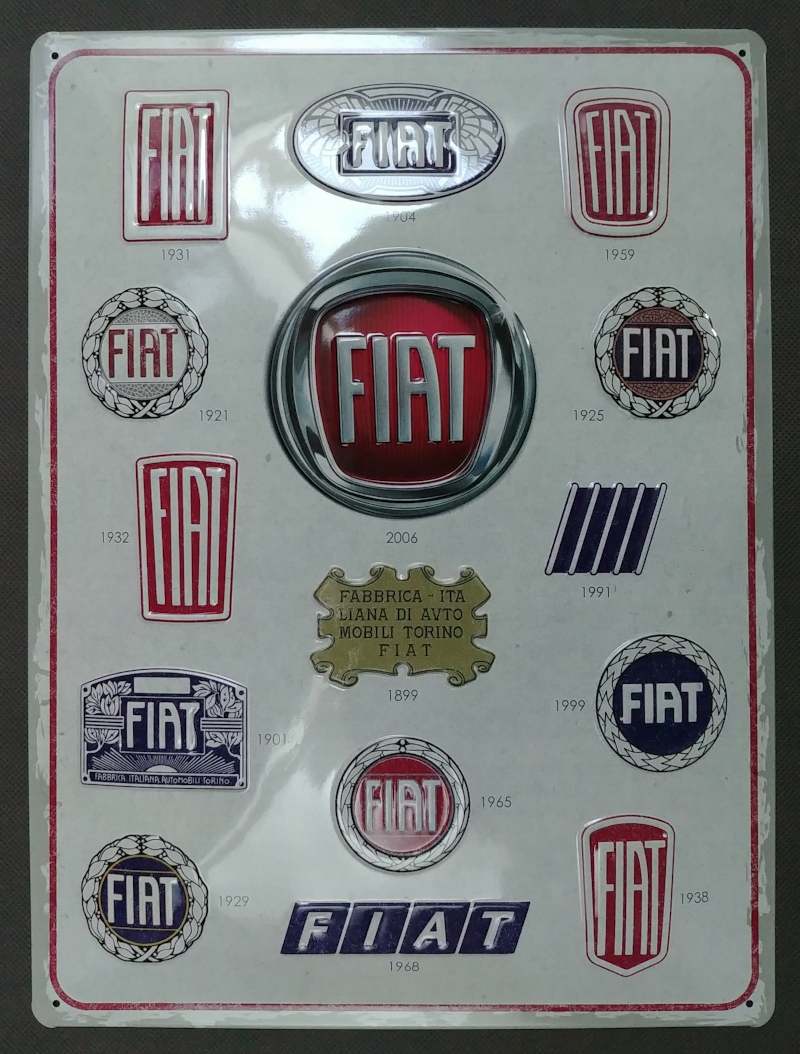 FIAT
1931
FIAT
1904
FIAT
1959
FIAT
1921
FIAT
2006
FIAT
1925
FIAT
1932
1991
FABBRICA - ITA
LIANA DI AVTO
MOBILI TORINO
FIAT
1899
FIAT
FABBRICA ITALIANA AUTOMOBILI TORINO
1901
FIAT
1999
FIAT
1965
FIAT
1929
FIAT
1968
FIAT
1938